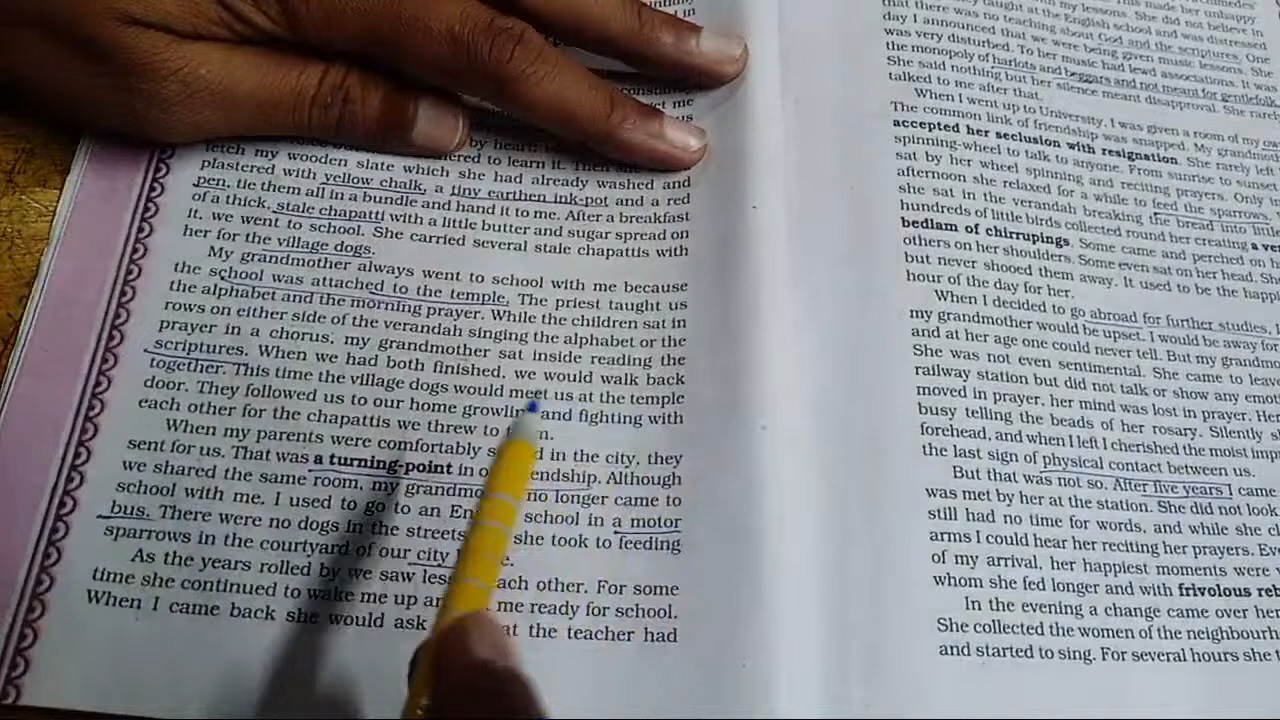 by heart;
fetch my wooden slate which she had already washed and
plastered with yellow chalk, a tiny earthen ink-pot and a red
pen, tie them all in a bundle and hand it to me. After a breakfast
of a thick, stale chapatti with a little butter and sugar spread on
it, we went to school. She carried several stale chapattis with
her for the village dogs.
My grandmother always went to school with me because
the school was attached to the temple. The priest taught us
the alphabet and the morning prayer. While the children sat in
rows on either side of the verandah singing the alphabet or the
prayer in a chorus, my grandmother sat inside reading the
scriptures. When we had both finished, we would walk back
together. This time the village dogs would meet us at the temple
door. They followed us to our home growling and fighting with
each other for the chapattis we threw to
When my parents were comfortably in the city, they
sent for us. That was a turning-point in Although
we shared the same room, my no longer came to
school with me. I used to go to an school in a motor
bus. There were no dogs in the streets she took to feeding
sparrows in the courtyard of our city
As the years rolled by we saw each other. For some
time she continued to wake me up me ready for school.
When I came back she would ask the teacher had
with my lessons. She did not believe in
taught at the English school and was distressed
that there was no teaching about God and the scriptures. One
day I announced that we were being given music lessons. She
was very disturbed. To her music had lewd associations. It was
the monopoly of harlots and beggars and not meant for gentlefolk.
She said nothing but her silence meant disapproval. She rarely
talked to me after that.
When I went up to University, I was given a room of my
The common link of friendship was snapped. My
accepted her seclusion with resignation. She rarely left
spinning-wheel to talk to anyone. From sunrise to sunset
sat by her wheel spinning and reciting prayers. Only
afternoon she relaxed for a while to feed the sparrows.
she sat in the verandah breaking the bread into
hundreds of little birds collected round her creating a
bedlam of chirrupings. Some came and perched on
others on her shoulders. Some even sat on her head.
but never shooed them away. It used to be the
hour of the day for her.
When I decided to go abroad for further studies,
my grandmother would be upset. I would be away for
and at her age one could never tell. But my
She was not sentimental. She came to leave
railway station but did not talk or show any
moved in prayer, her mind was lost in prayer. Her
busy telling the beads of her rosary. Silently
forehead, and when I left I cherished the moist
the last sign of physical contact between us.
But that was not so. After five years I came
was met by her at the station. She did not look
still had no time for words, and while she
arms I could hear her reciting her prayers.
of my arrival, her happiest moments were
whom she fed longer and with frivolous
In the evening a change came over her.
She collected the women of the
and started to sing. For several hours she